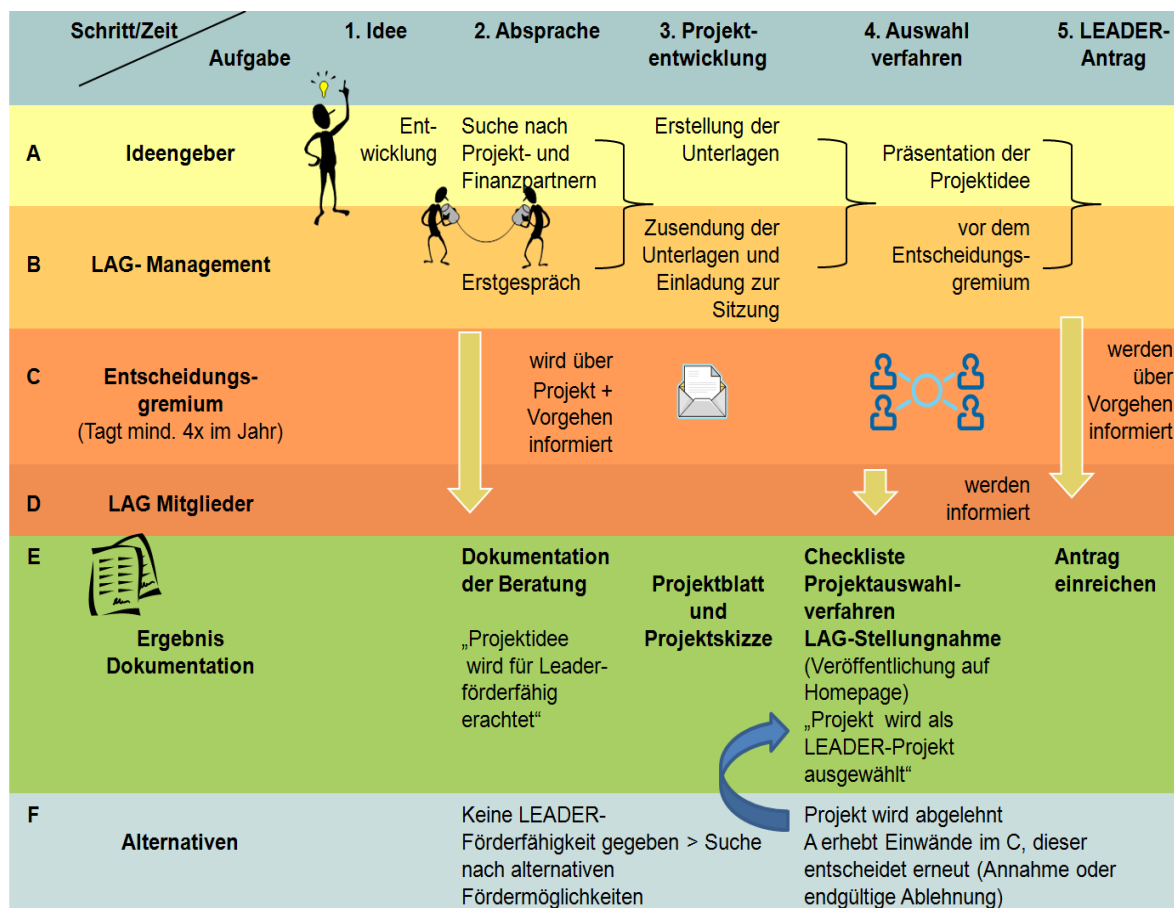 Schritt/Zeit
Aufgabe
1. Idee
2. Absprache
3. Projekt-
entwicklung
4. Auswahl
verfahren
5. LEADER-
Antrag
A
Ideengeber
Ent-
wicklung
Suche nach
Projekt- und
Finanzpartnern
Erstellung der
Unterlagen
Präsentation der
Projektidee
B
LAG- Management
Erstgespräch
Zusendung der
Unterlagen und
Einladung zur
Sitzung
vor dem
Entscheidungs-
gremium
C
Entscheidungs-
gremium
(Tagt mind. 4x im Jahr)
wird über
Projekt +
Vorgehen
informiert
werden
über
Vorgehen
informiert
D
LAG Mitglieder
werden
informiert
E
Ergebnis
Dokumentation
Dokumentation
der Beratung
„Projektidee
wird für Leader-
förderfähig
erachtet“
Projektblatt
und
Projektskizze
Checkliste
Projektauswahl-
verfahren
LAG-Stellungnahme
(Veröffentlichung auf
Homepage)
„Projekt wird als
LEADER-Projekt
ausgewählt“
Antrag
einreichen
F
Alternativen
Keine LEADER-
Förderfähigkeit gegeben > Suche
nach alternativen
Fördermöglichkeiten
Projekt wird abgelehnt
A erhebt Einwände im C, dieser
entscheidet erneut (Annahme oder
endgültige Ablehnung)